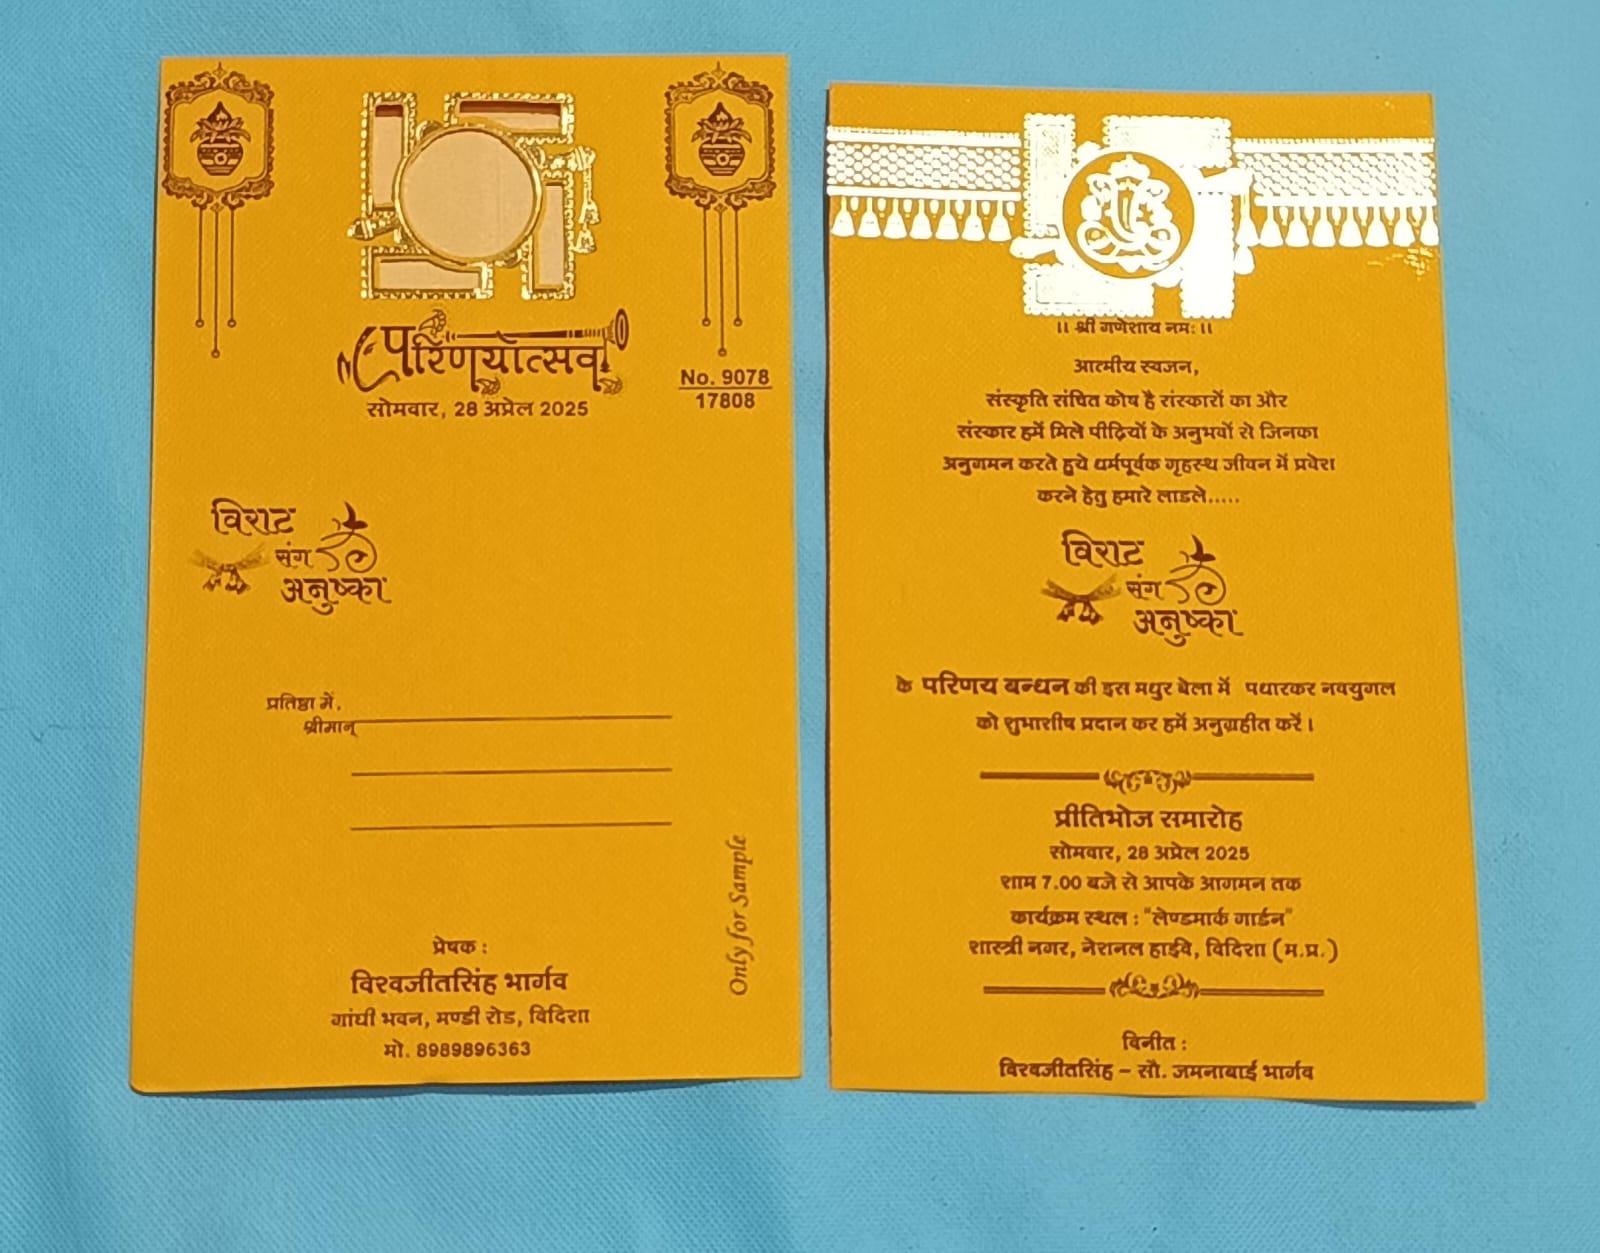 परिणयोत्सव
सोमवार, 28 अप्रेल 2025
No. 9078
17808
विराट
संग
अनुष्का
प्रतिष्ठा में,
श्रीमान्
Only for Sample
प्रेषक :
विश्वजीतसिंह भार्गव
गांधी भवन, मण्डी रोड, विदिशा
मो. 8989896363
।। श्री गणेशाय नमः ।।
आत्मीय स्वजन,
संस्कृति संचित कोष है संस्कारों का और
संस्कार हमें मिले पीढ़ियों के अनुभवों से जिनका
अनुगमन करते हुये धर्मपूर्वक गृहस्थ जीवन में प्रवेश
करने हेतु हमारे लाडले.....
विराट
संग
अनुष्का
के परिणय बन्धन की इस मधुर बेला में पधारकर नवयुगल
को शुभाशीष प्रदान कर हमें अनुग्रहीत करें।
प्रीतिभोज समारोह
सोमवार, 28 अप्रेल 2025
शाम 7.00 बजे से आपके आगमन तक
कार्यक्रम स्थल : "लेण्डमार्क गार्डन"
शास्त्री नगर, नेशनल हाईवे, विदिशा (म.प्र.)
विनीत :
विश्वजीतसिंह – सौ. जमनाबाई भार्गव